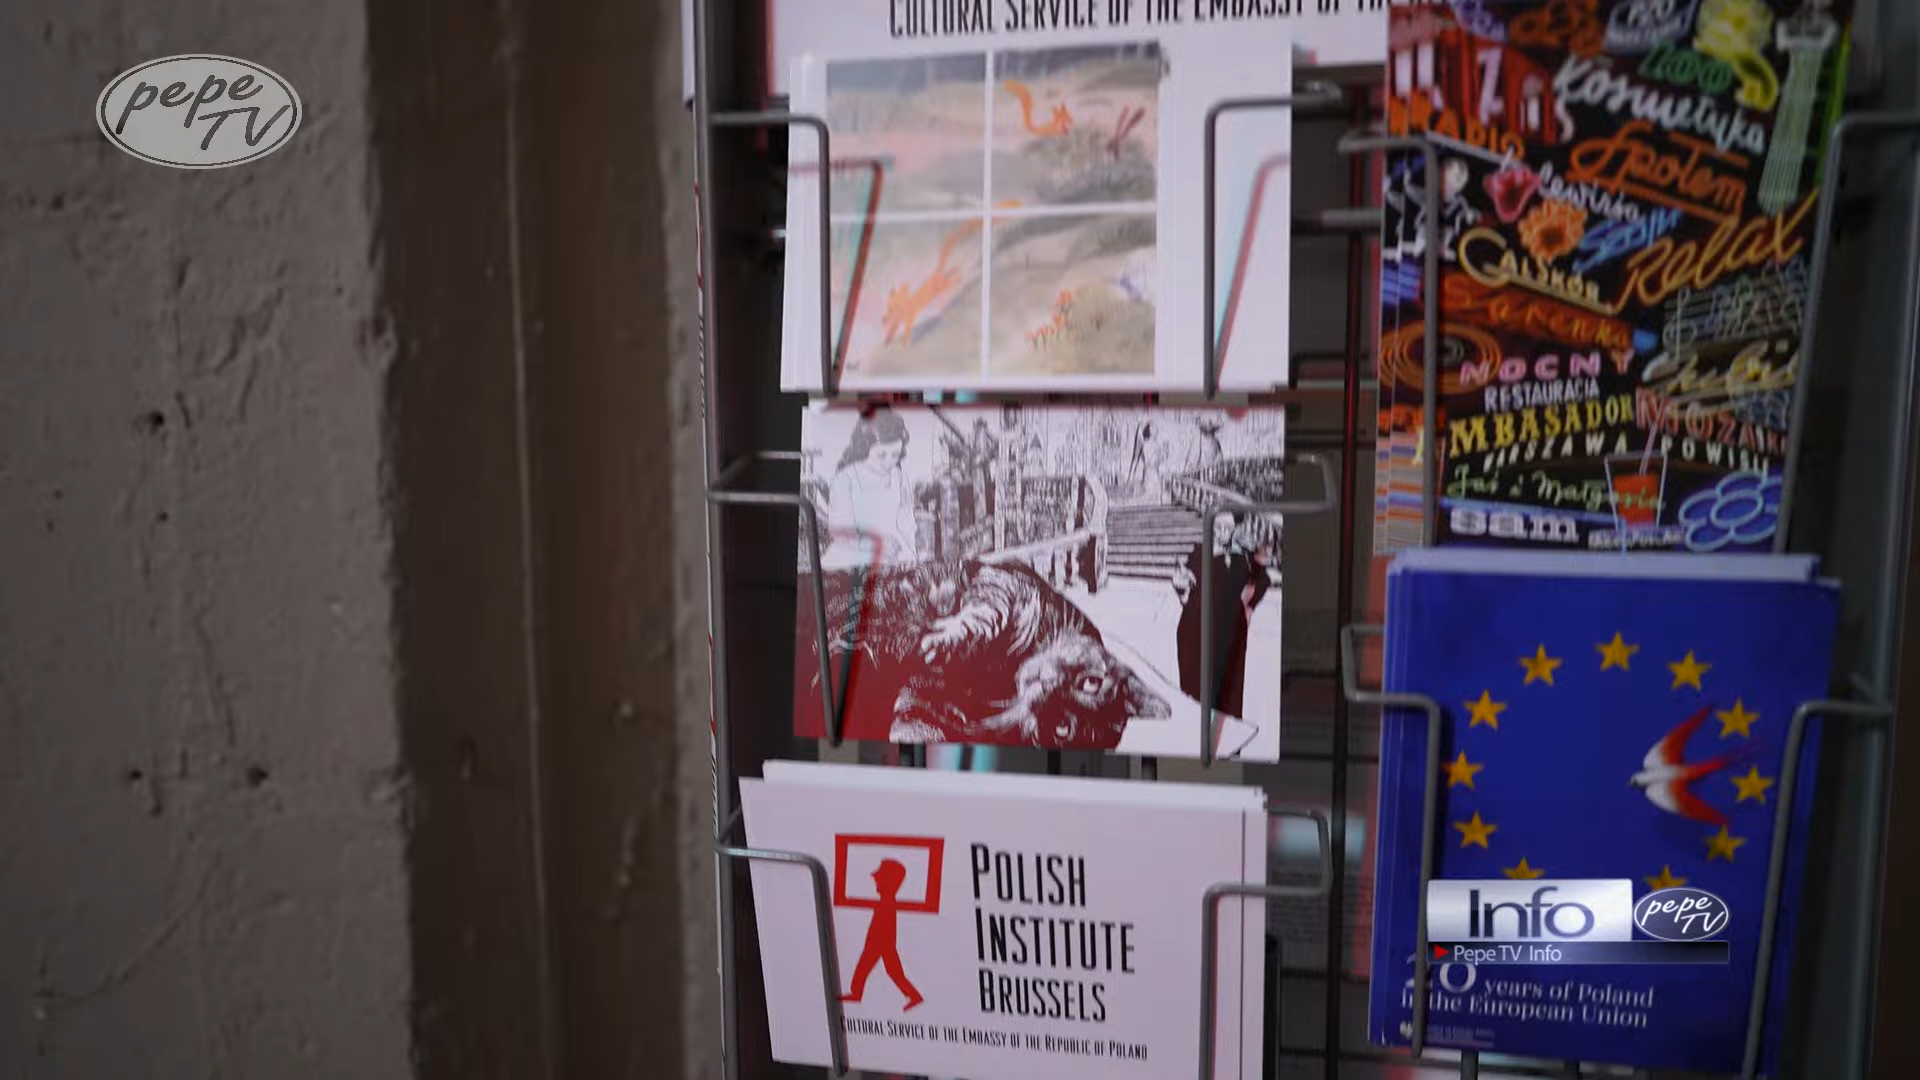 CULTURAL SERVICE OF THE EMBASSY OF
pepe
TV
ZOO
Kosmetyka
RADIO
Społem
Relax
Sarenka
NOCNY
RESTAURACJA
AMBASADOR
WARSZAWA POWIŚLE
Jaś i Małgosia
sam
POLISH
INSTITUTE
BRUSSELS
CULTURAL SERVICE OF THE EMBASSY OF THE REPUBLIC OF POLAND
Info
pepe
TV
Pepe TV Info
years of Poland
in the European Union